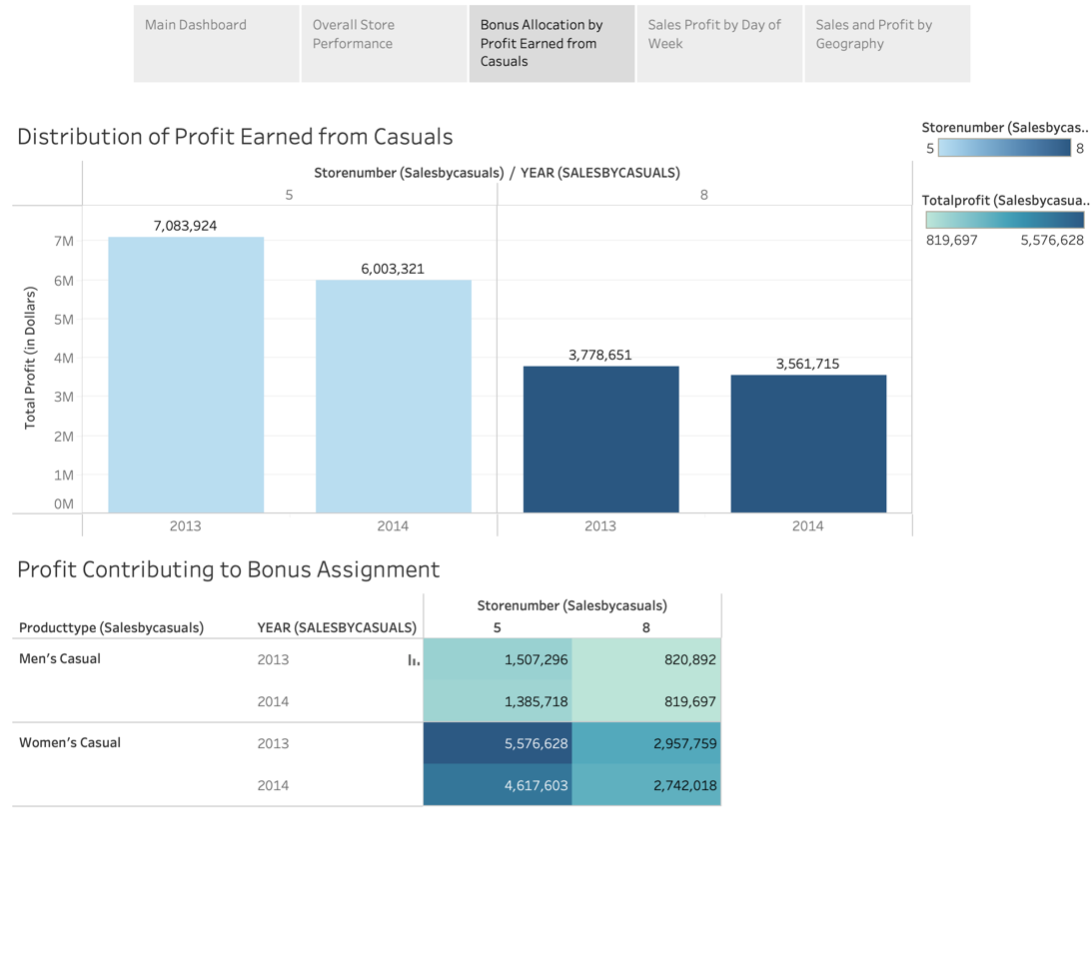 Main Dashboard
Overall Store
Performance
Bonus Allocation by
Profit Earned from
Casuals
Sales Profit by Day of
Week
Sales and Profit by
Geography
Distribution of Profit Earned from Casuals
Storenumber (Salesbycasuals) / YEAR (SALESBYCASUALS)
5
8
Total Profit (in Dollars)
7M
6M
5M
4M
3M
2M
1M
0M
7,083,924
6,003,321
3,778,651
3,561,715
2013
2014
2013
2014
Storenumber (Salesbycas..
5
8
Totalprofit (Salesbycasua..
819,697
5,576,628
Profit Contributing to Bonus Assignment
Storenumber (Salesbycasuals)
Producttype (Salesbycasuals) YEAR (SALESBYCASUALS) 5 8
Men's Casual 2013 1,507,296 820,892
2014 1,385,718 819,697
Women's Casual 2013 5,576,628 2,957,759
2014 4,617,603 2,742,018